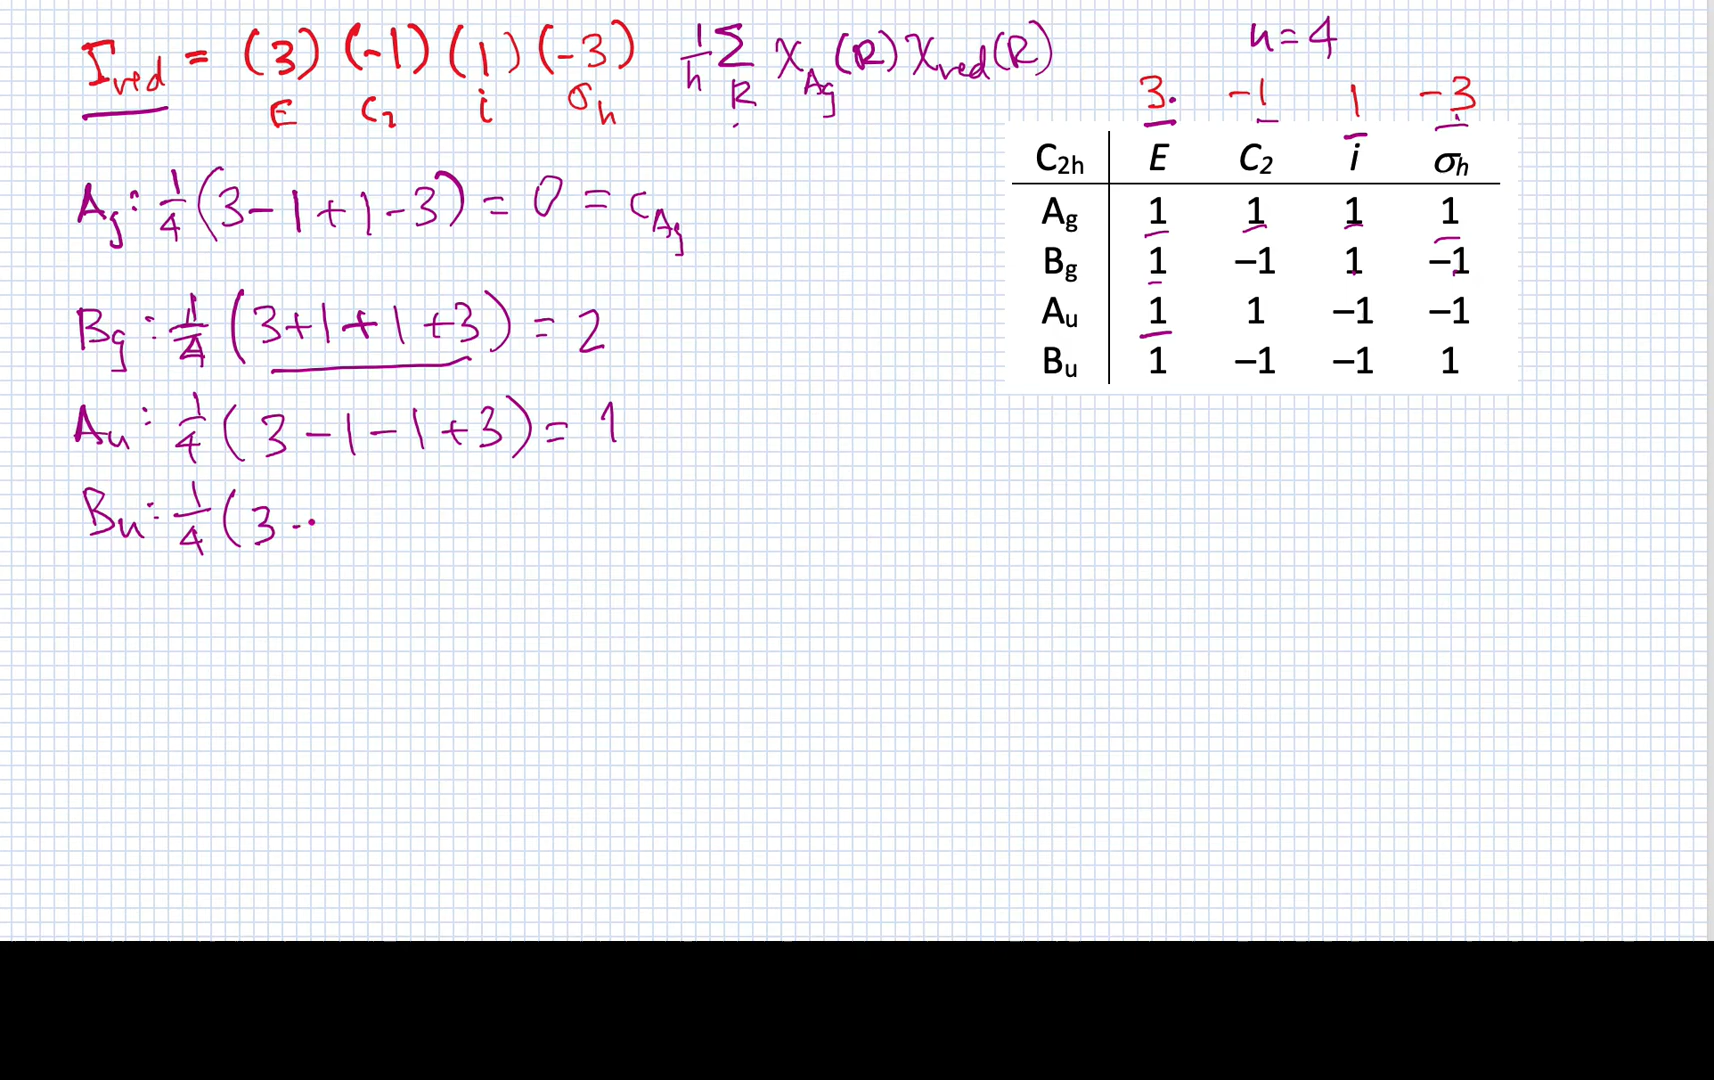 Γred = (3) (-1) (1) (-3) 1/h Σ χAg (R) χred(R) h=4
E C2 i σh R
3 -1 1 -3
C2h E C2 i σh
Ag 1 1 1 1
Bg 1 –1 1 –1
Au 1 1 –1 –1
Bu 1 –1 –1 1
Ag: 1/4 (3-1+1-3) = 0 = cAg
Bg: 1/4 (3+1+1+3) = 2
Au: 1/4 (3-1-1+3) = 1
Bu: 1/4 (3 -